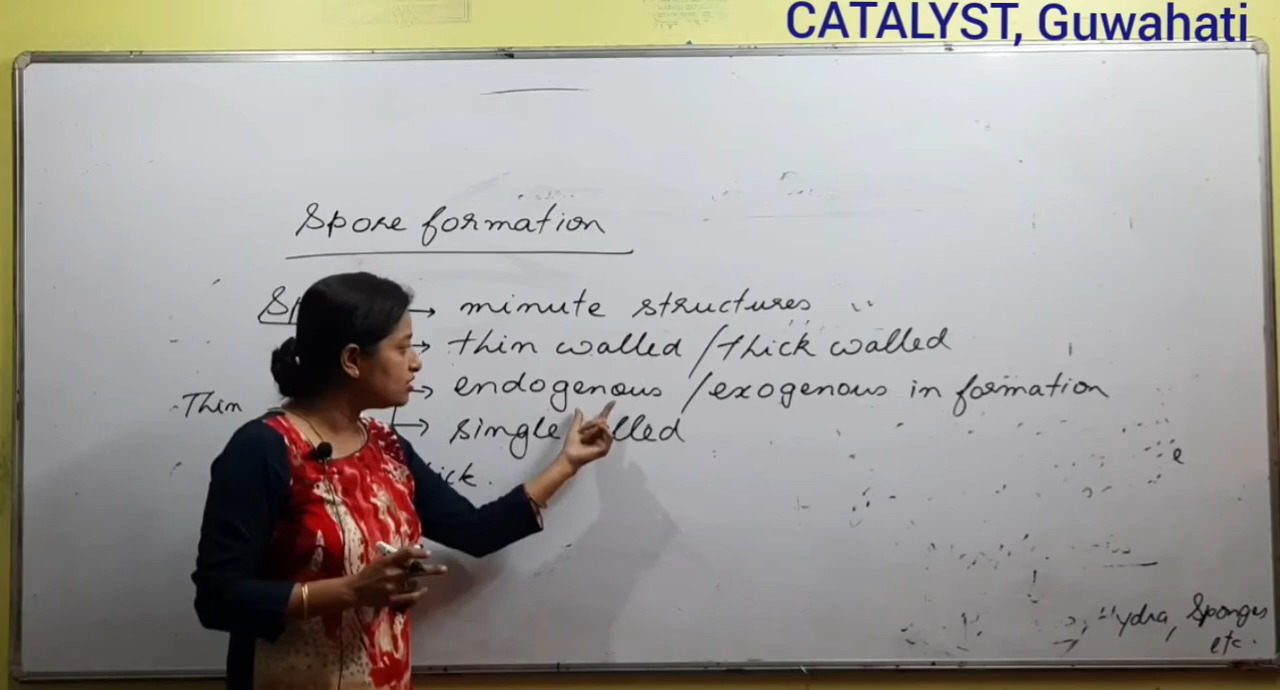 CATALYST, Guwahati
Spore formation
→ minute structures
→ thin walled / thick walled
→ endogenous / exogenous in formation
Thin
→ single
Hydra, Sponges
etc.